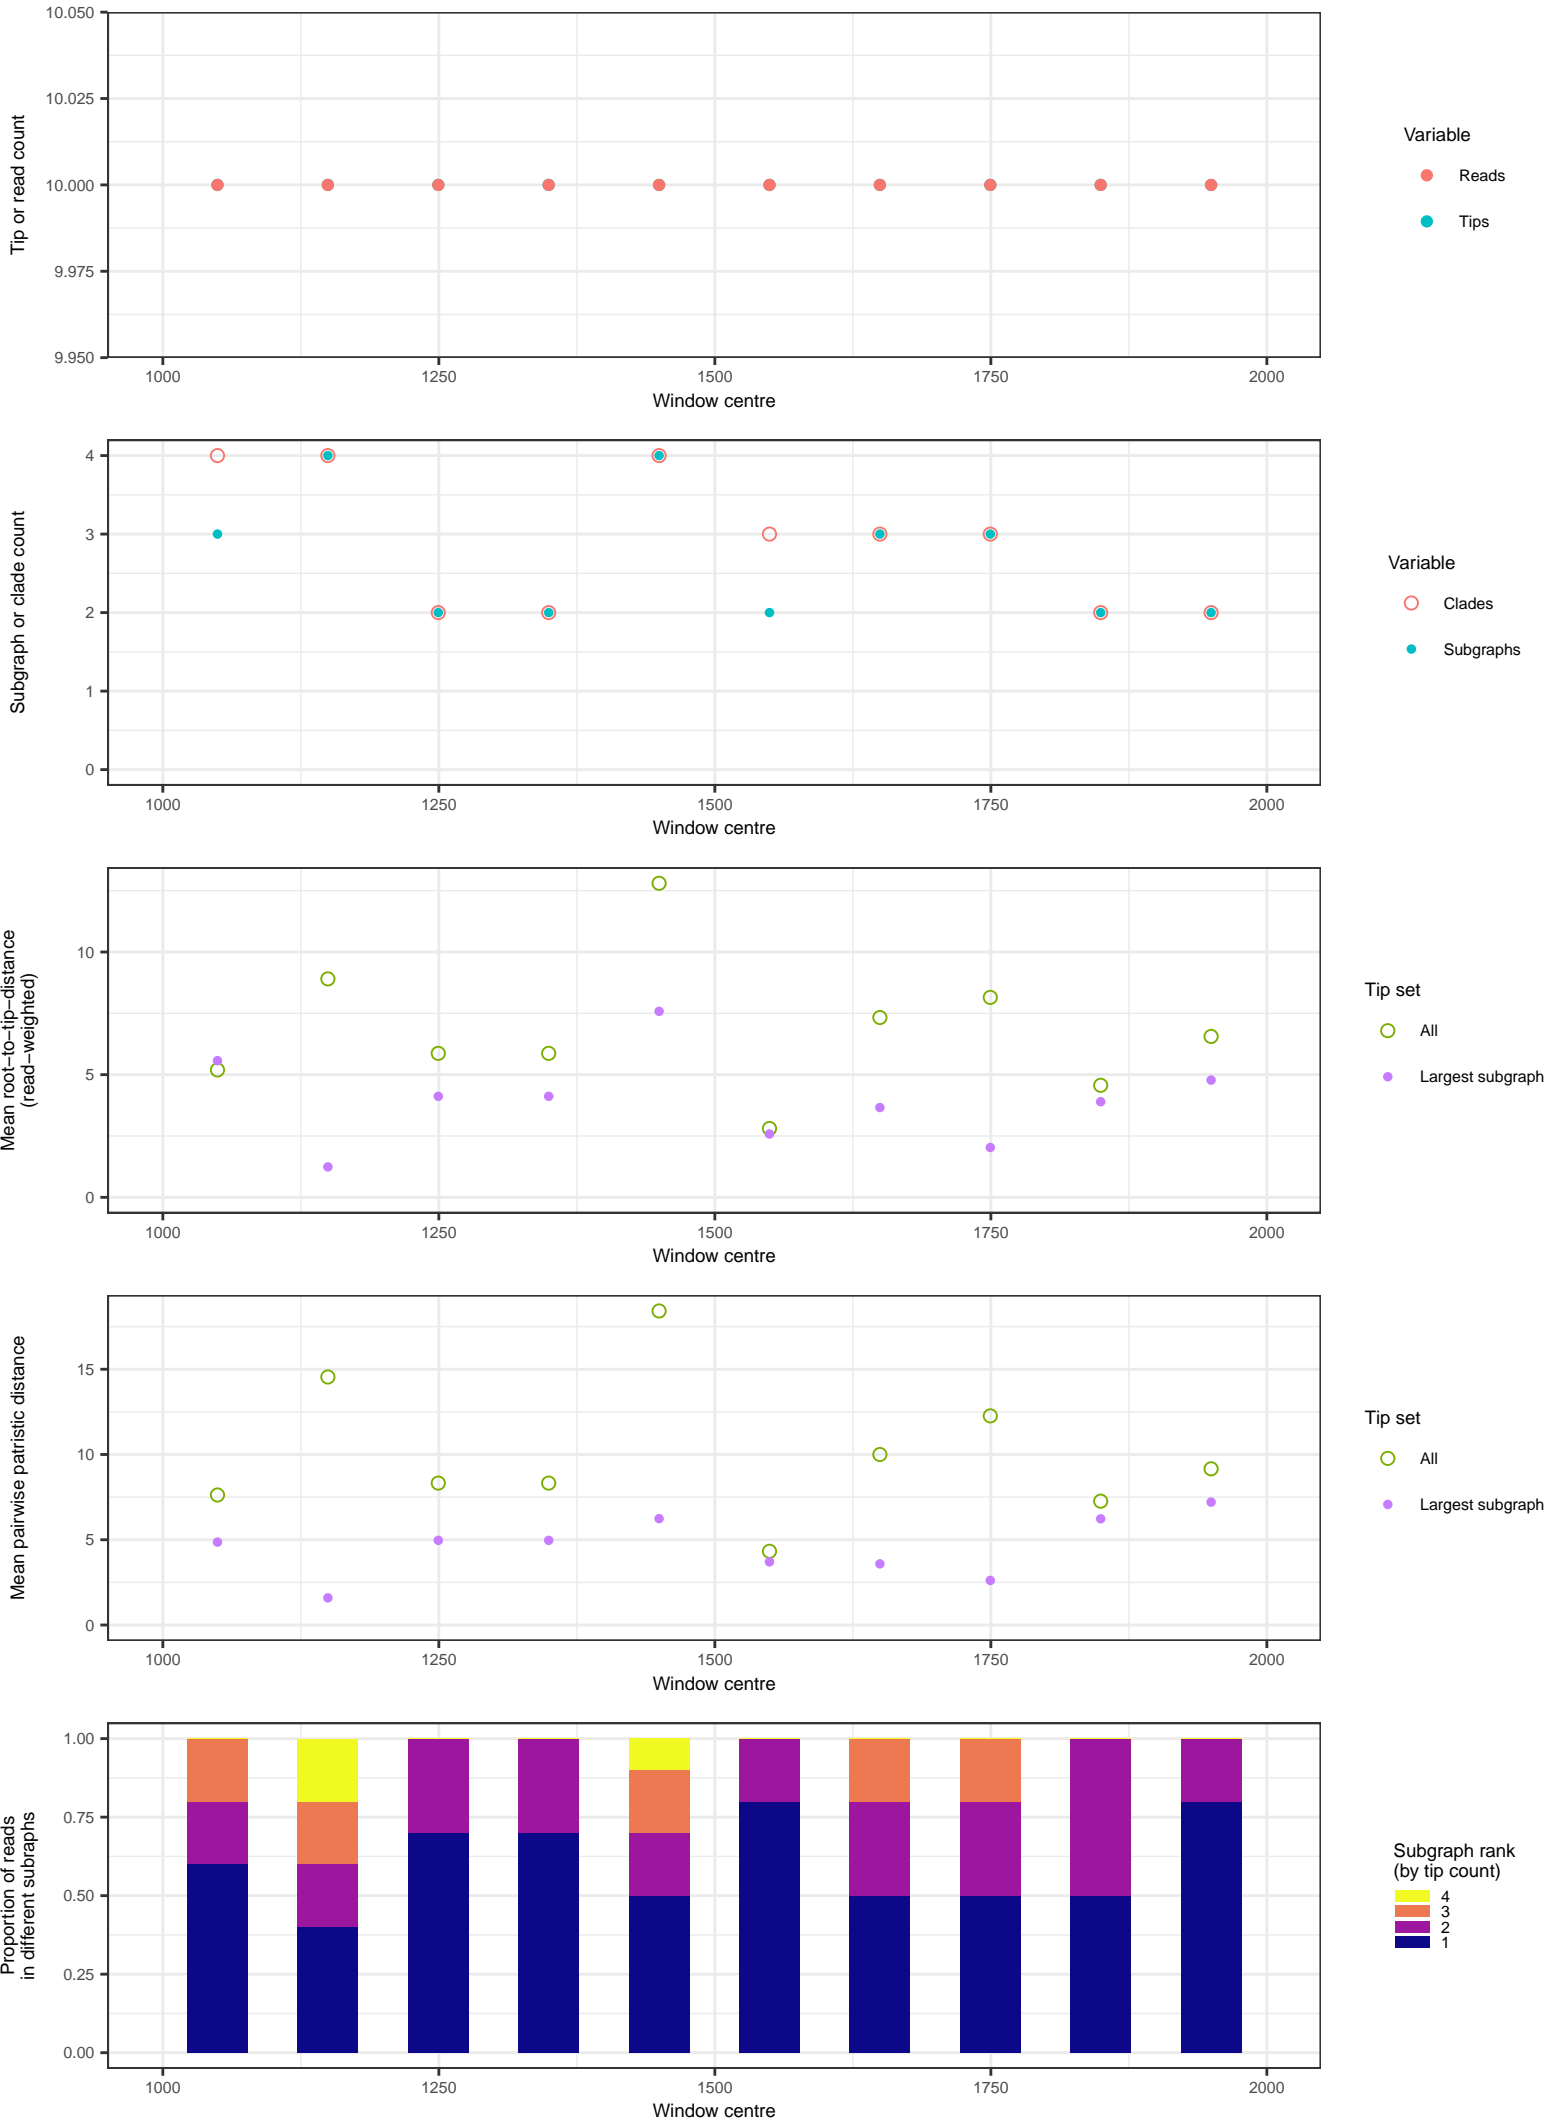 10.050
10.025
10.000
9.975
9.950
Tip or read count
1000 1250 1500 1750 2000
Window centre
Variable
Reads
Tips
4
3
2
1
0
Subgraph or clade count
1000 1250 1500 1750 2000
Window centre
Variable
Clades
Subgraphs
10
5
0
Mean root−to−tip−distance
(read−weighted)
1000 1250 1500 1750 2000
Window centre
Tip set
All
Largest subgraph
15
10
5
0
Mean pairwise patristic distance
1000 1250 1500 1750 2000
Window centre
Tip set
All
Largest subgraph
1.00
0.75
0.50
0.25
0.00
Proportion of reads
in different subraphs
1000 1250 1500 1750 2000
Window centre
Subgraph rank
(by tip count)
4
3
2
1